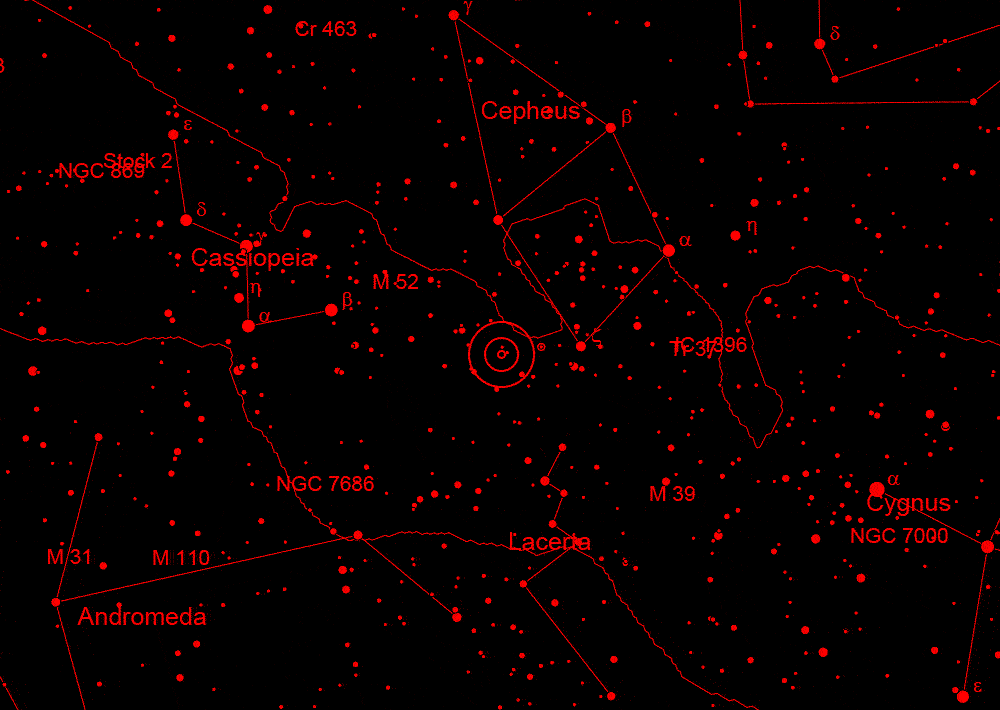 γ
Cr 463
δ
3
Cepheus
β
ε
Stock 2
NGC 869
δ
η
γ
α
Cassiopeia
M 52
η
β
α
ζ
IC 1396
α
NGC 7686
M 39
Cygnus
NGC 7000
Lacerta
M 31
M 110
Andromeda
ε